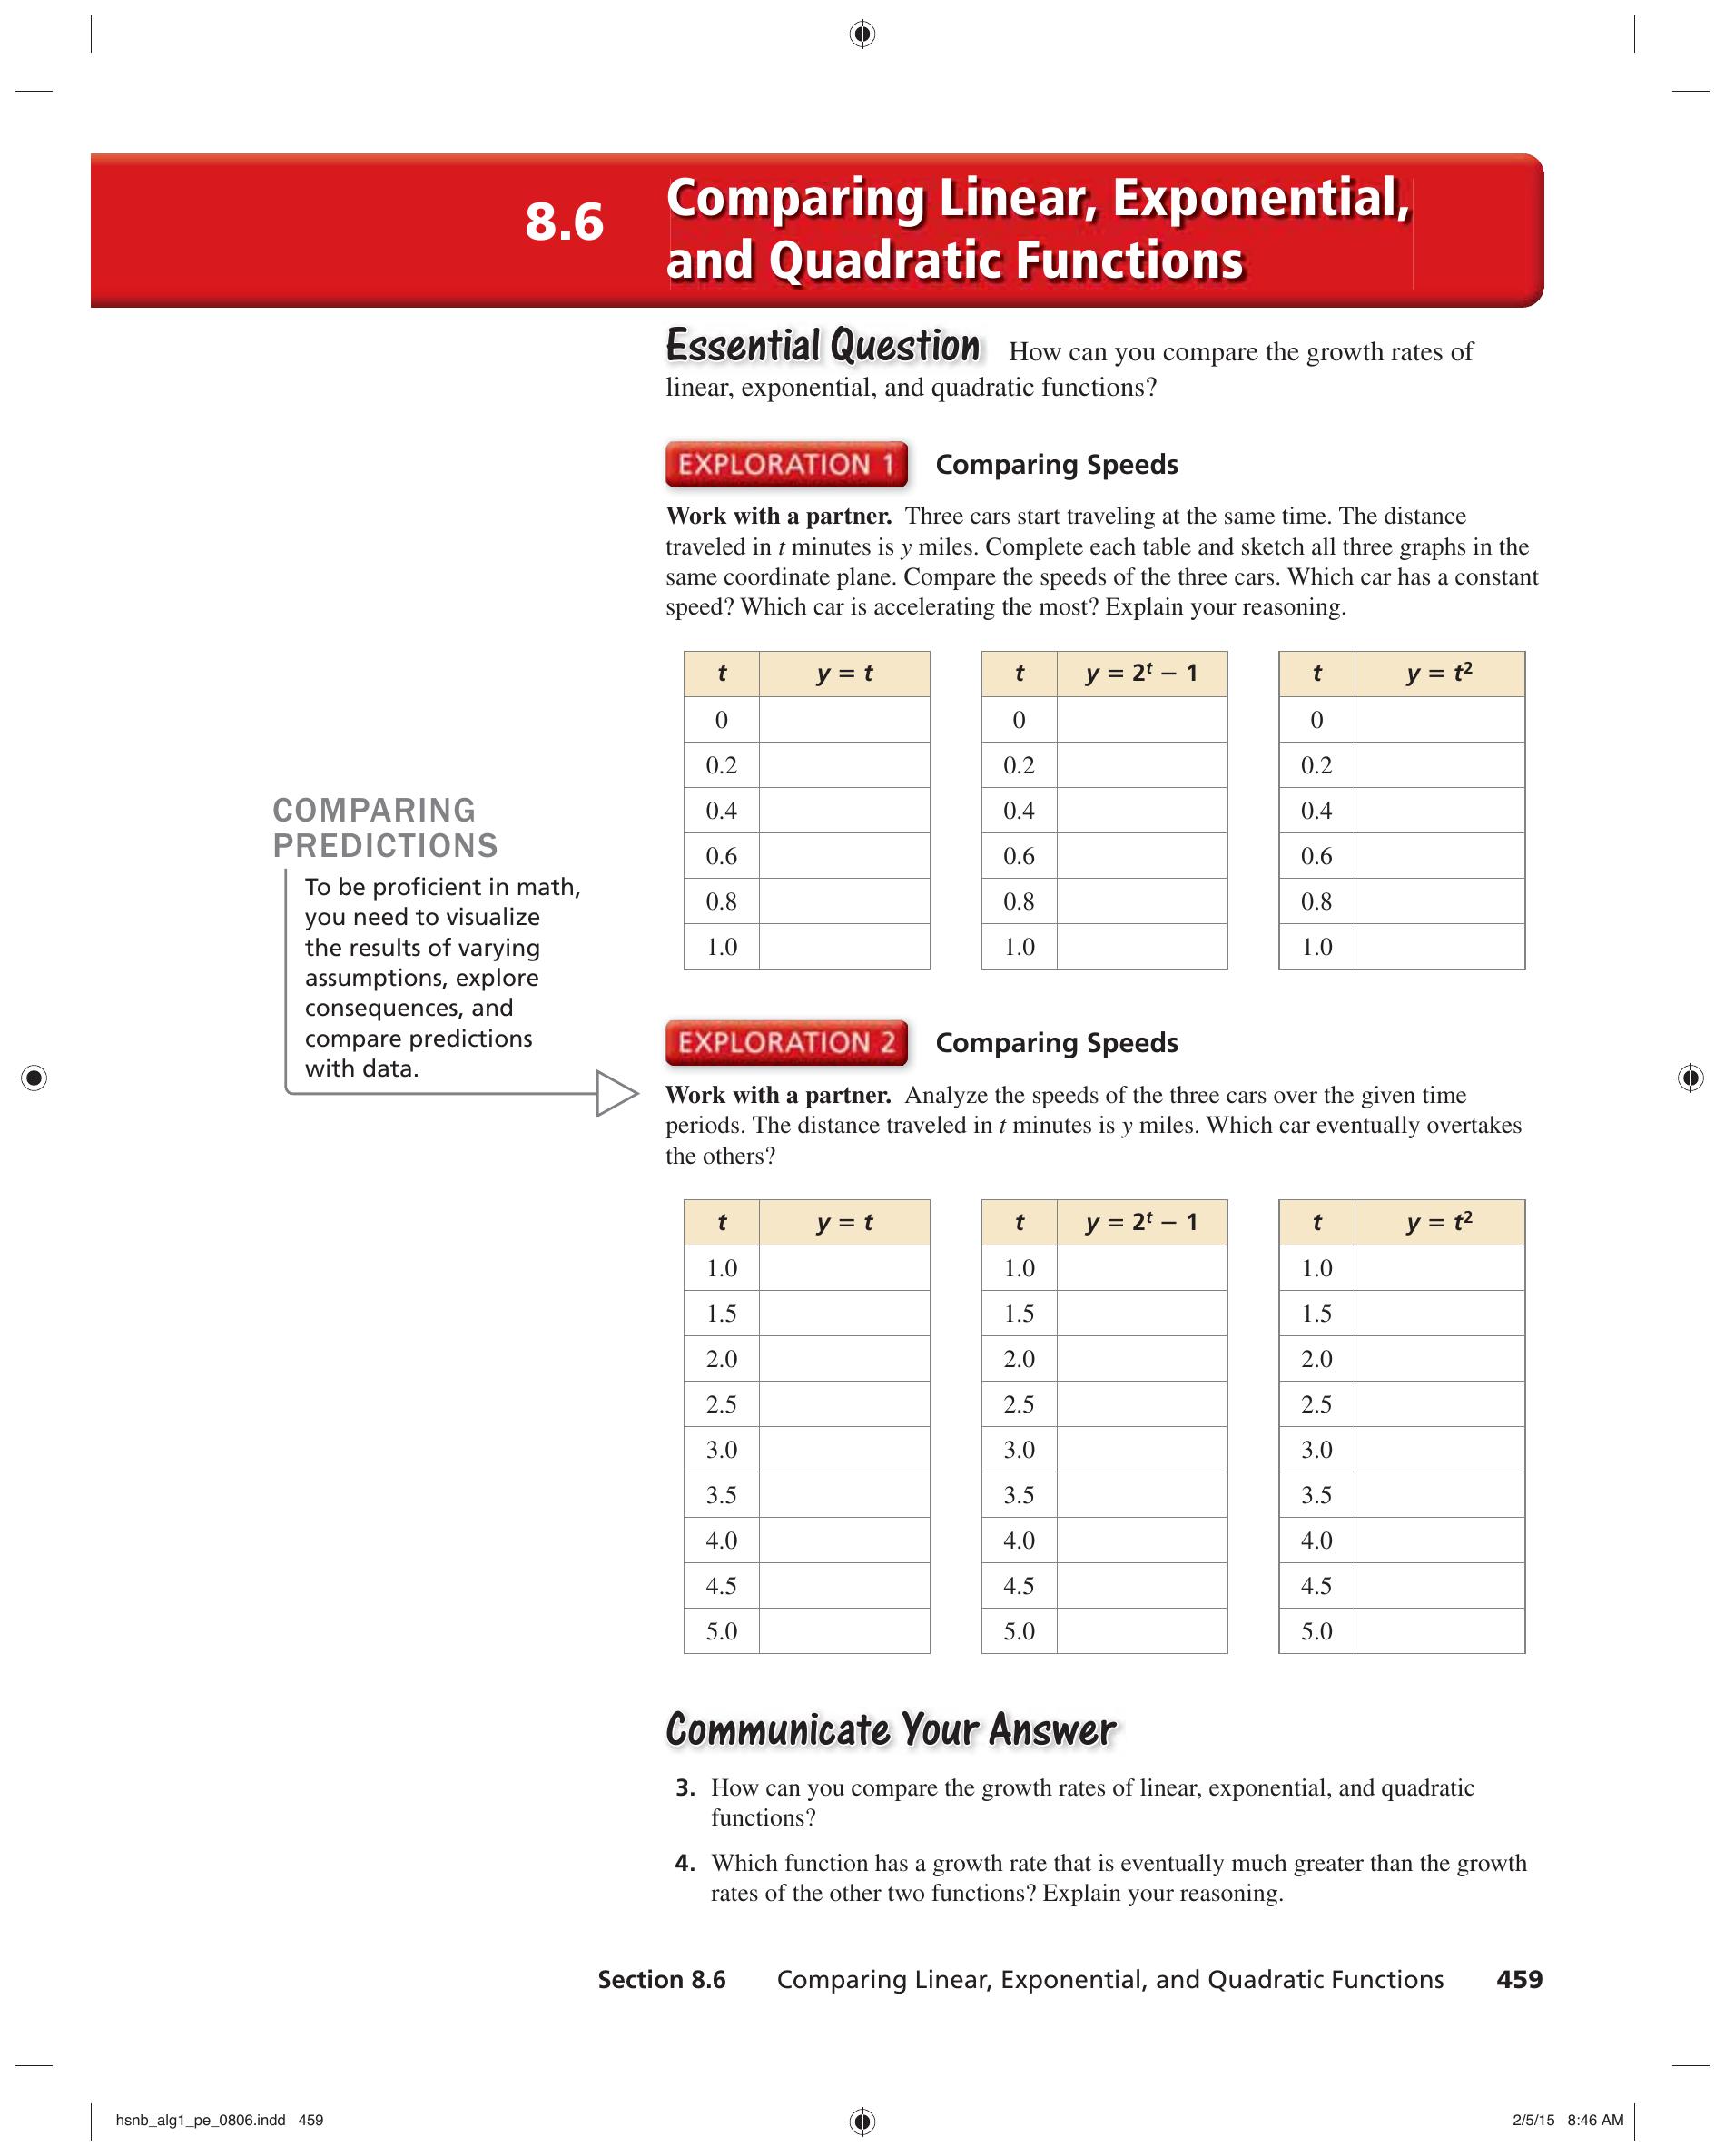 8.6
Comparing Linear, Exponential,
and Quadratic Functions
Essential Question How can you compare the growth rates of
linear, exponential, and quadratic functions?
EXPLORATION 1 Comparing Speeds
Work with a partner. Three cars start traveling at the same time. The distance
traveled in t minutes is y miles. Complete each table and sketch all three graphs in the
same coordinate plane. Compare the speeds of the three cars. Which car has a constant
speed? Which car is accelerating the most? Explain your reasoning.
t y = t t y = 2ᵗ − 1 t y = t²
0 0 0
0.2 0.2 0.2
0.4 0.4 0.4
0.6 0.6 0.6
0.8 0.8 0.8
1.0 1.0 1.0
COMPARING
PREDICTIONS
To be proficient in math,
you need to visualize
the results of varying
assumptions, explore
consequences, and
compare predictions
with data.
EXPLORATION 2 Comparing Speeds
Work with a partner. Analyze the speeds of the three cars over the given time
periods. The distance traveled in t minutes is y miles. Which car eventually overtakes
the others?
t y = t t y = 2ᵗ − 1 t y = t²
1.0 1.0 1.0
1.5 1.5 1.5
2.0 2.0 2.0
2.5 2.5 2.5
3.0 3.0 3.0
3.5 3.5 3.5
4.0 4.0 4.0
4.5 4.5 4.5
5.0 5.0 5.0
Communicate Your Answer
3. How can you compare the growth rates of linear, exponential, and quadratic
functions?
4. Which function has a growth rate that is eventually much greater than the growth
rates of the other two functions? Explain your reasoning.
Section 8.6 Comparing Linear, Exponential, and Quadratic Functions 459
hsnb_alg1_pe_0806.indd 459 2/5/15 8:46 AM